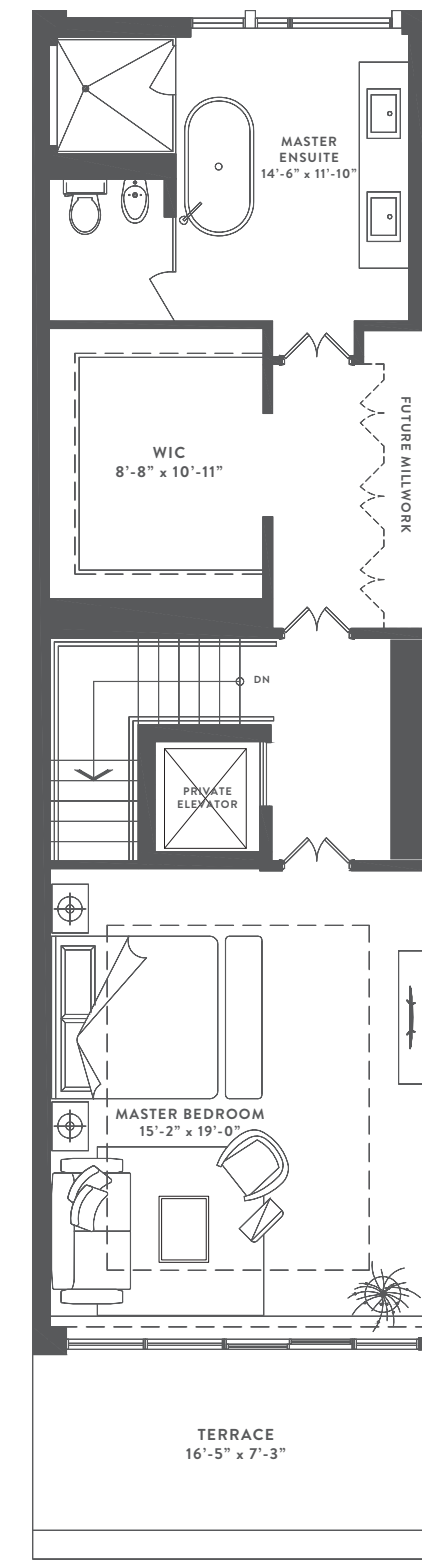 MASTER
ENSUITE
14'-6" x 11'-10"
WIC
8'-8" x 10'-11"
FUTURE MILLWORK
DN
PRIVATE
ELEVATOR
MASTER BEDROOM
15'-2" x 19'-0"
TERRACE
16'-5" x 7'-3"